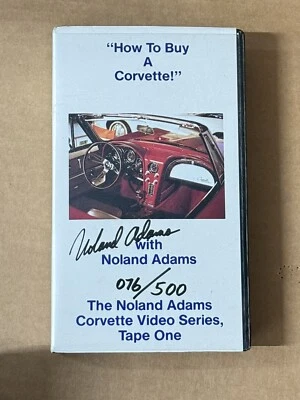 "How To Buy
A
Corvette!"
Noland Adams
with
Noland Adams
076/500
The Noland Adams
Corvette Video Series,
Tape One